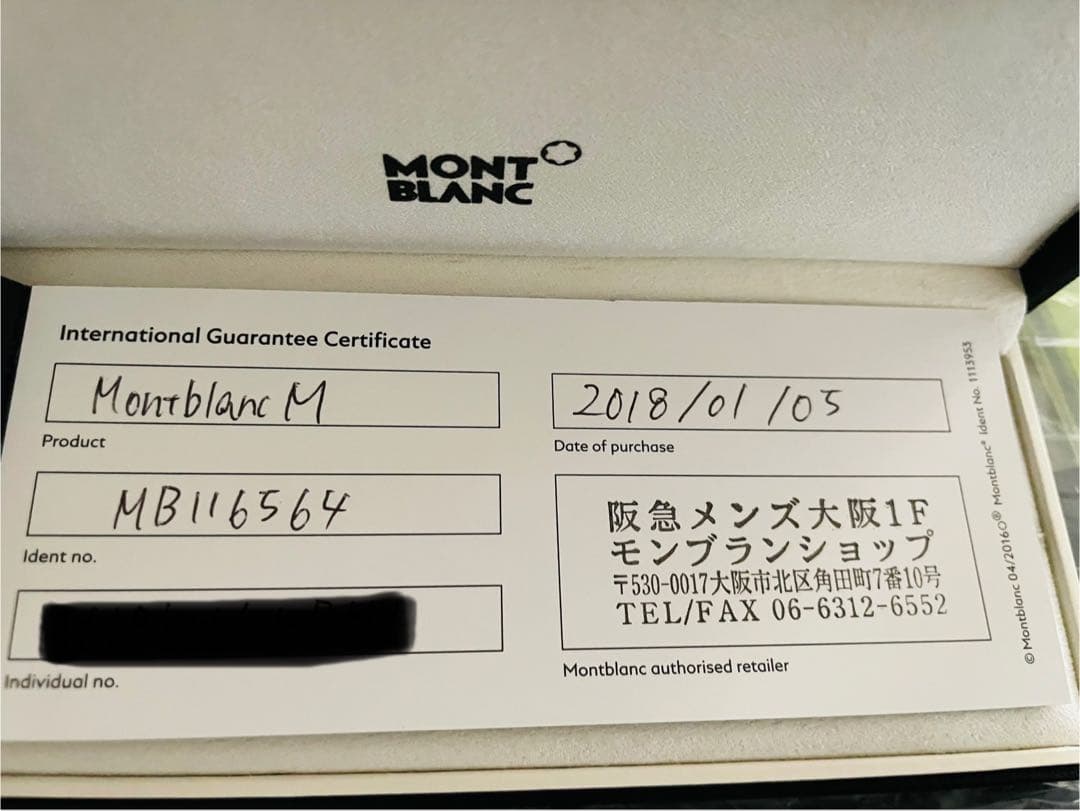 MONT
BLANC
International Guarantee Certificate
Montblanc M
Product
2018/01/05
Date of purchase
MB116564
Ident no.
阪急メンズ大阪1F
モンブランショップ
〒530-0017大阪市北区角田町7番10号
TEL/FAX 06-6312-6552
Montblanc authorised retailer
Individual no.
© Montblanc 04/2016 ® Montblanc® Ident No. 1113953